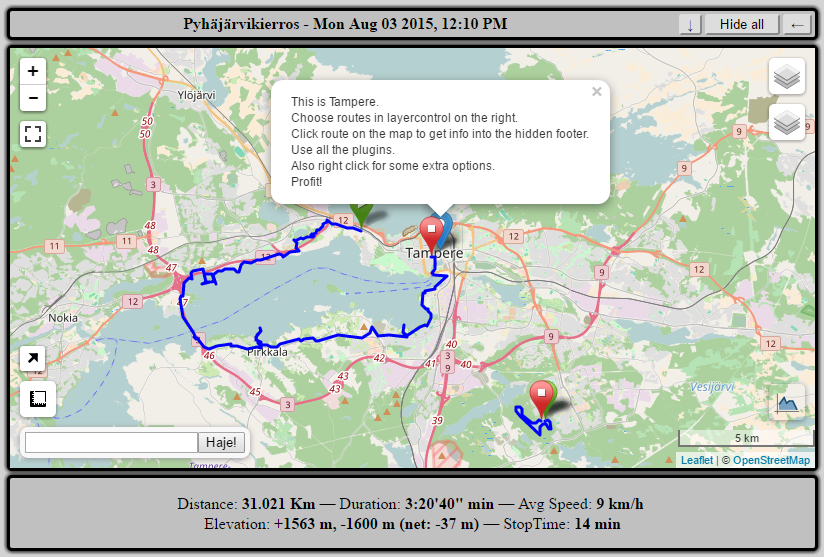 Pyhäjärvikierros - Mon Aug 03 2015, 12:10 PM
↓
Hide all
←
+
−
Ylöjärvi
This is Tampere.
Choose routes in layercontrol on the right.
Click route on the map to get info into the hidden footer.
Use all the plugins.
Also right click for some extra options.
Profit!
×
50
50
3
9
9
9
48
48
11
11
12
12
12
12
47
47
Tampere
9
12
12
Nokia
46
Pirkkala
42
43
43
45
3
40
3
9
40
40
41
39
9
12
Vesijärvi
5 km
Haje!
Tampere-
Leaflet | © OpenStreetMap
Distance: 31.021 Km — Duration: 3:20'40" min — Avg Speed: 9 km/h
Elevation: +1563 m, -1600 m (net: -37 m) — StopTime: 14 min